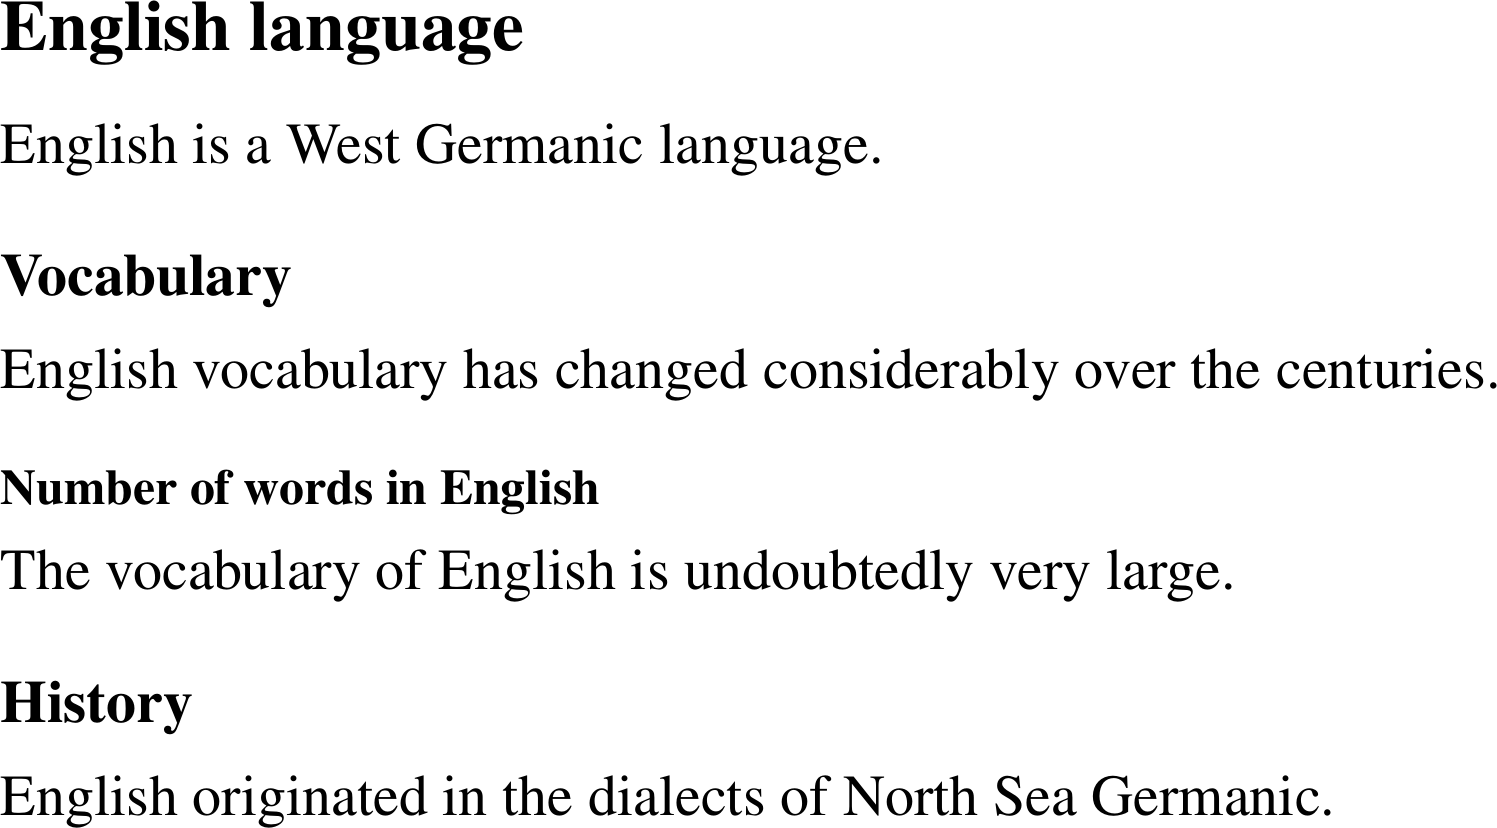 English language
English is a West Germanic language.
Vocabulary
English vocabulary has changed considerably over the centuries.
Number of words in English
The vocabulary of English is undoubtedly very large.
History
English originated in the dialects of North Sea Germanic.